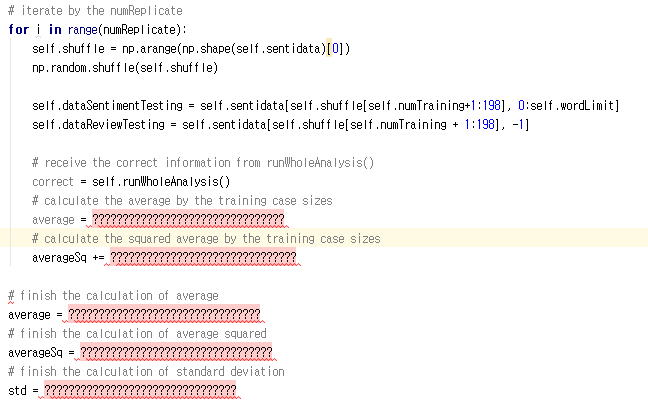 # iterate by the numReplicate
for i in range(numReplicate):
self.shuffle = np.arange(np.shape(self.sentidata)[0])
np.random.shuffle(self.shuffle)
self.dataSentimentTesting = self.sentidata[self.shuffle[self.numTraining+1:198], 0:self.wordLimit]
self.dataReviewTesting = self.sentidata[self.shuffle[self.numTraining + 1:198], -1]
# receive the correct information from runWholeAnalysis()
correct = self.runWholeAnalysis()
# calculate the average by the training case sizes
average = ????????????????????????????????
# calculate the squared average by the training case sizes
averageSq += ???????????????????????????????
# finish the calculation of average
average = ????????????????????????????????
# finish the calculation of average squared
averageSq = ????????????????????????????????
# finish the calculation of standard deviation
std = ????????????????????????????????